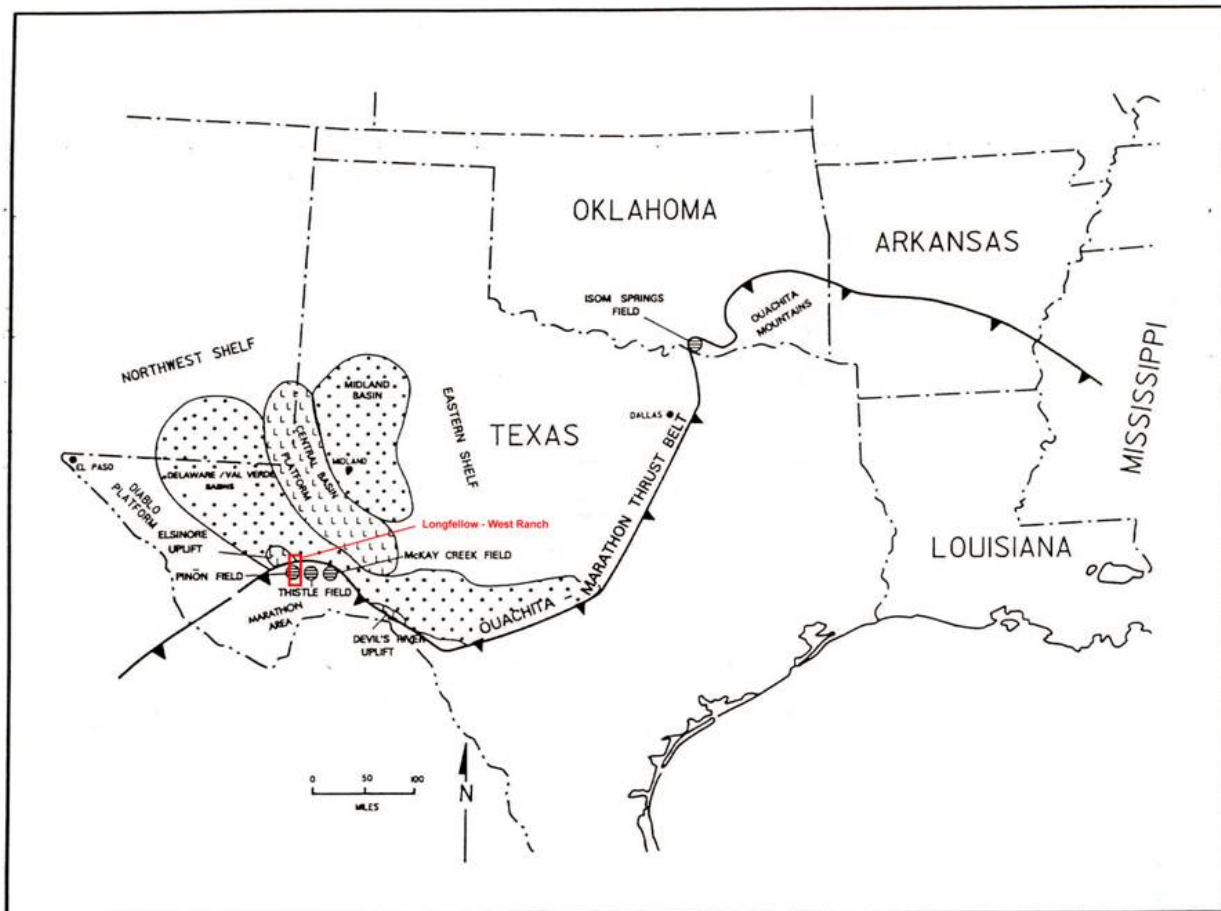 OKLAHOMA
ARKANSAS
ISOM SPRINGS
FIELD
OUACHITA
MOUNTAINS
MISSISSIPPI
NORTHWEST SHELF
MIDLAND
BASIN
EASTERN
SHELF
CENTRAL BASIN
PLATFORM
MIDLAND
TEXAS
DALLAS
EL PASO
DELAWARE / VAL VERDE
BASINS
DIABLO
PLATFORM
Longfellow - West Ranch
ELSINORE
UPLIFT
McKAY CREEK FIELD
PIÑON FIELD
THISTLE FIELD
MARATHON
AREA
DEVIL'S RIVER
UPLIFT
OUACHITA - MARATHON THRUST BELT
LOUISIANA
0 50 100
MILES
N